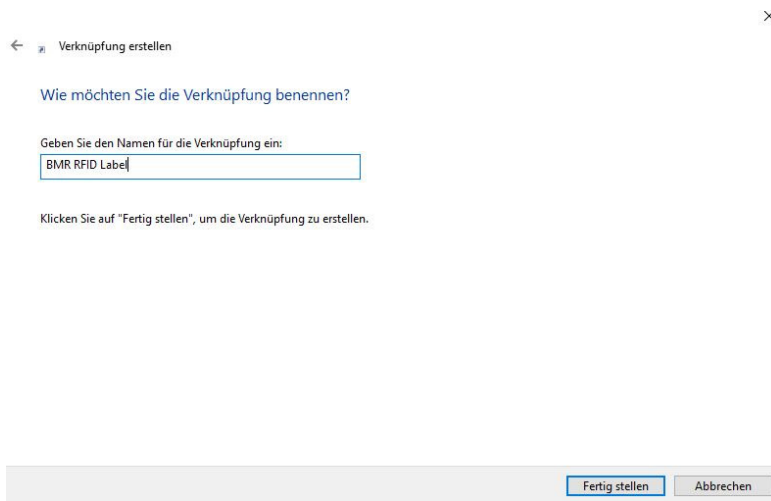 Verknüpfung erstellen
Wie möchten Sie die Verknüpfung benennen?
Geben Sie den Namen für die Verknüpfung ein:
BMR RFID Label
Klicken Sie auf "Fertig stellen", um die Verknüpfung zu erstellen.
Fertig stellen Abbrechen